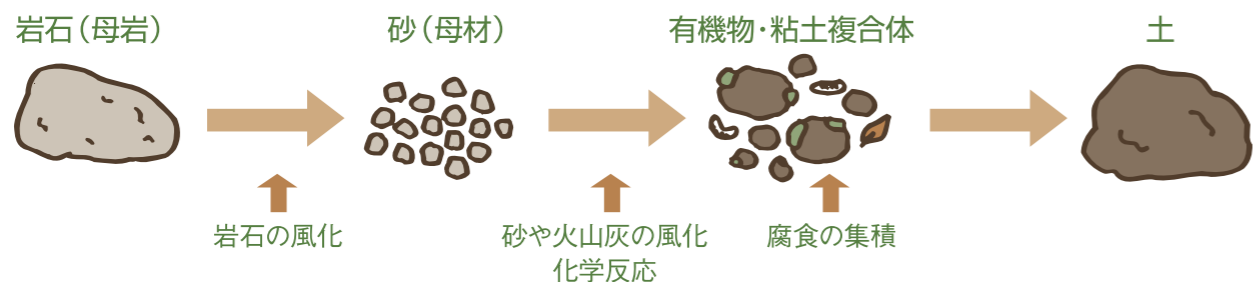 岩石（母岩）
砂（母材）
有機物・粘土複合体
土
岩石の風化
砂や火山灰の風化
化学反応
腐食の集積